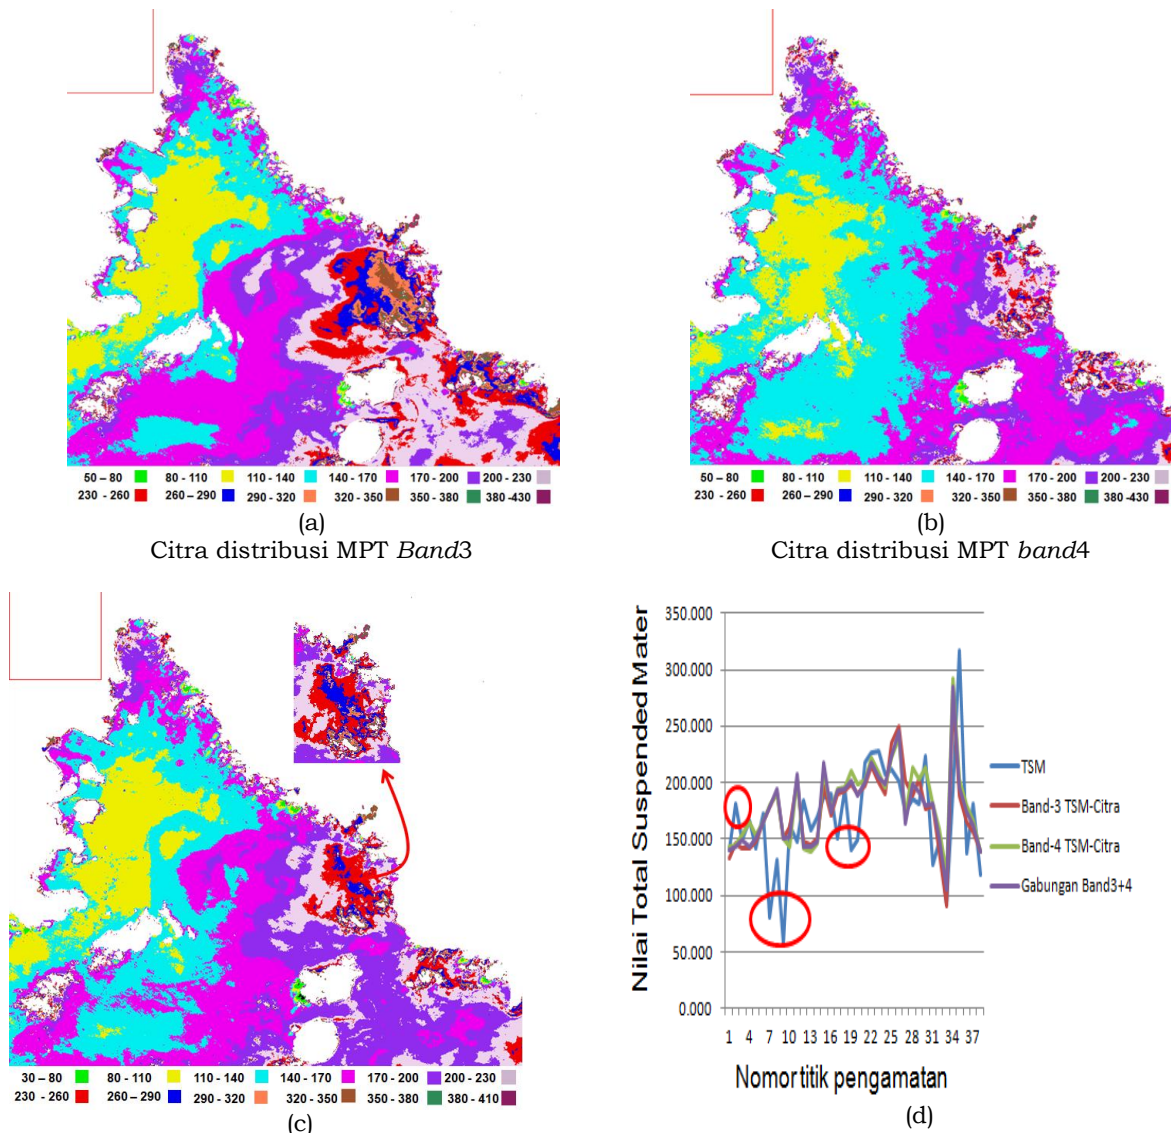 60 – 80 80 - 110 110 - 140 140 - 170 170 - 200 200 - 230
230 - 260 260 – 290 290 - 320 320 - 350 350 - 380 380 - 430
(a)
Citra distribusi MPT Band3
60 – 80 80 - 110 110 - 140 140 - 170 170 - 200 200 - 230
230 - 260 260 – 290 290 - 320 320 - 350 350 - 380 380-430
(b)
Citra distribusi MPT band4
30 – 80 80 - 110 110 - 140 140 - 170 170 - 200 200 - 230
230 - 260 260 – 290 290 - 320 320 - 350 350 - 380 380 - 410
(c)
Nilai Total Suspended Mater
350.000
300.000
250.000
200.000
150.000
100.000
50.000
0.000
1 4 7 10 13 16 19 22 25 28 31 34 37
Nomor titik pengamatan
TSM
Band-3 TSM-Citra
Band-4 TSM-Citra
Gabungan Band3+4
(d)